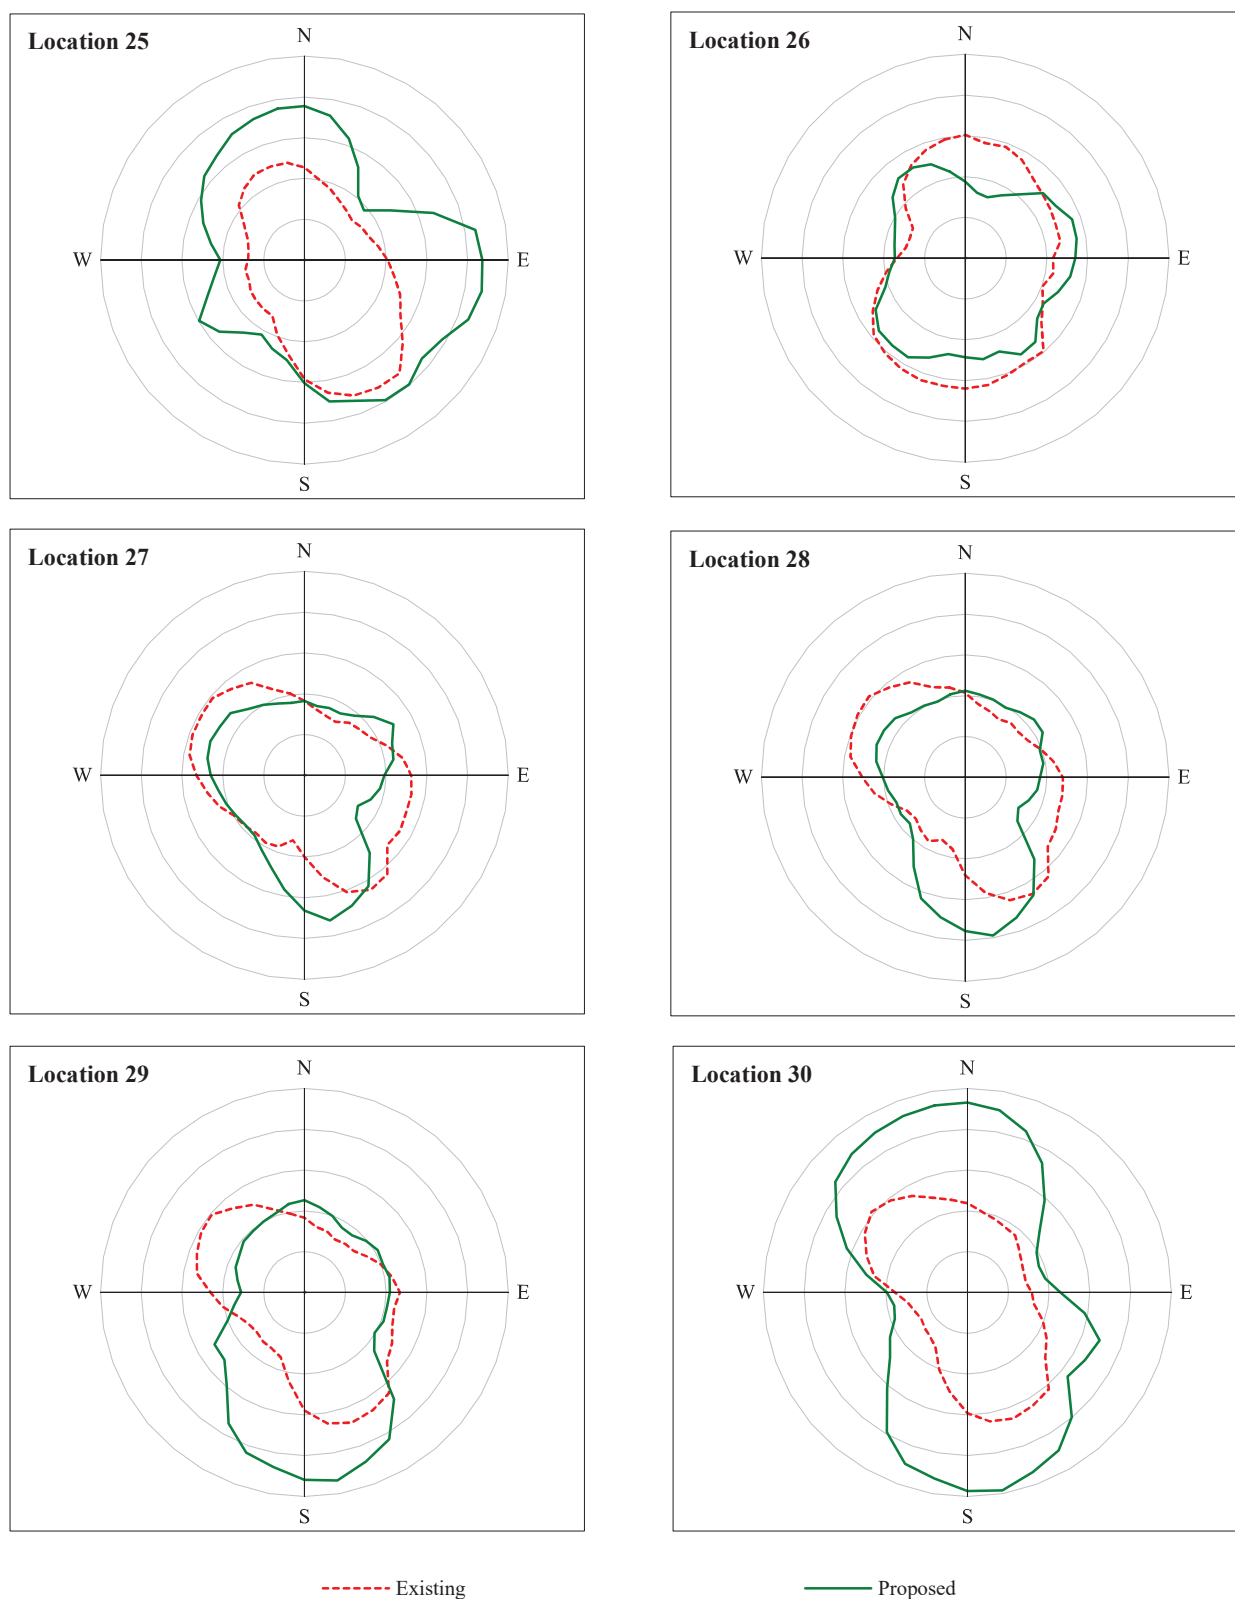 Location 25
N
W
E
S
Location 26
N
W
E
S
Location 27
N
W
E
S
Location 28
N
W
E
S
Location 29
N
W
E
S
Location 30
N
W
E
S
Existing
Proposed